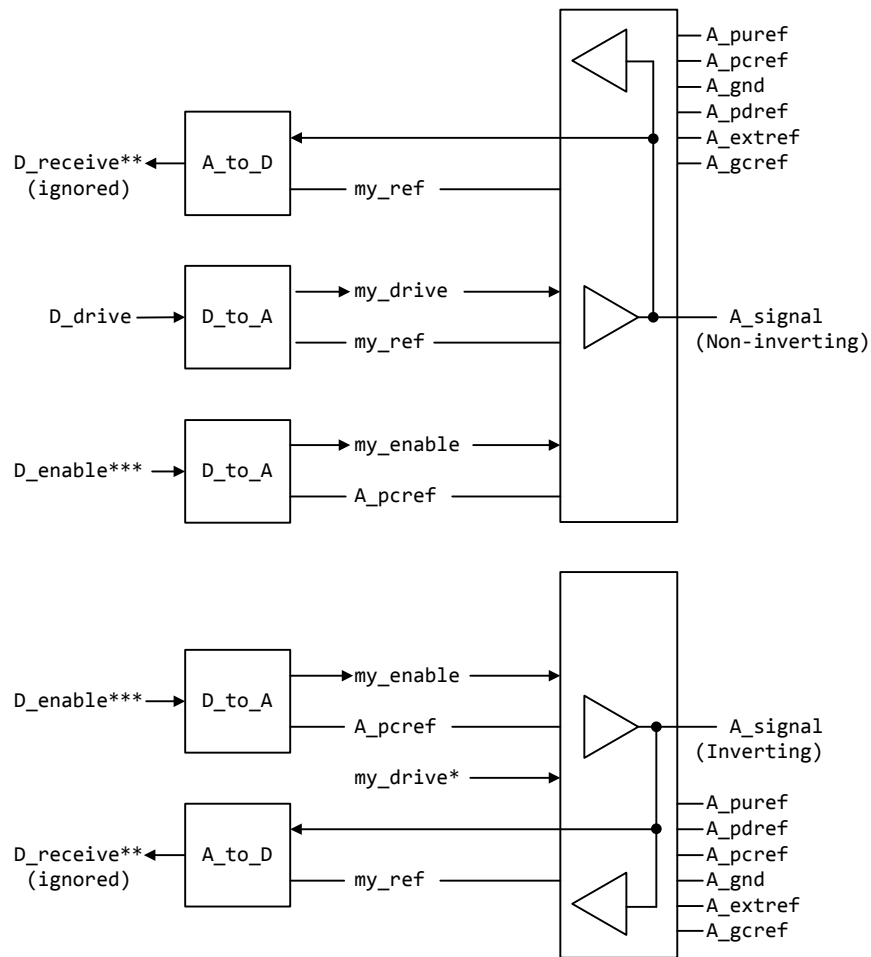 A_puref
A_pcref
A_gnd
A_pdref
A_extref
A_gcref
D_receive**
(ignored)
A_to_D
my_ref
D_drive
D_to_A
my_drive
my_ref
A_signal
(Non-inverting)
D_enable***
D_to_A
my_enable
A_pcref
D_enable***
D_to_A
my_enable
A_pcref
my_drive*
A_signal
(Inverting)
D_receive**
(ignored)
A_to_D
my_ref
A_puref
A_pdref
A_pcref
A_gnd
A_extref
A_gcref